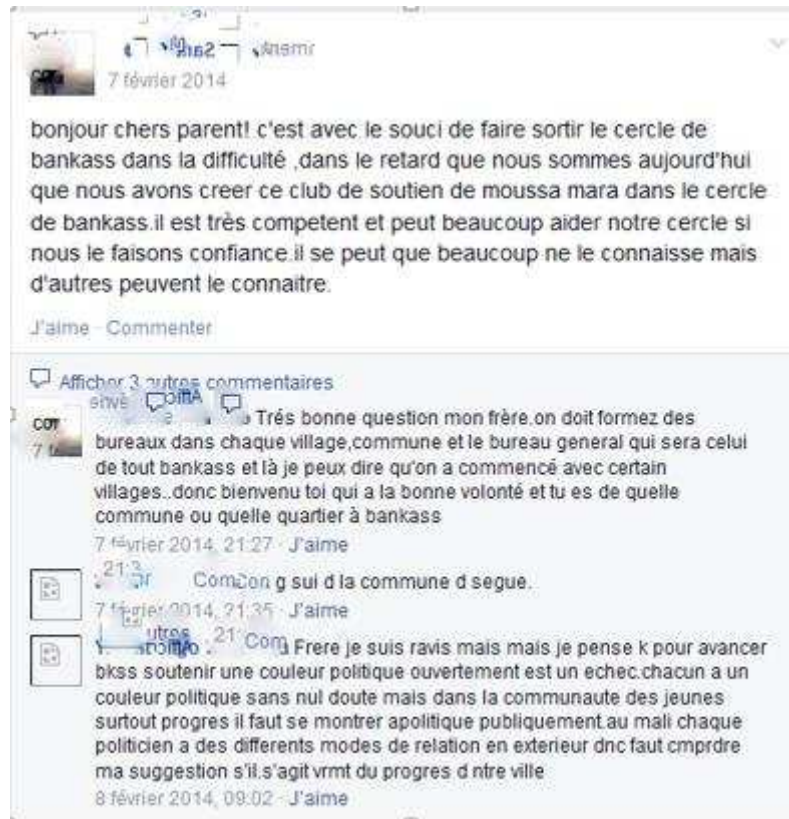 7 février 2014
bonjour chers parent! c'est avec le souci de faire sortir le cercle de
bankass dans la difficulté ,dans le retard que nous sommes aujourd'hui
que nous avons creer ce club de soutien de moussa mara dans le cercle
de bankass.il est très competent et peut beaucoup aider notre cercle si
nous le faisons confiance.il se peut que beaucoup ne le connaisse mais
d'autres peuvent le connaitre.
J'aime · Commenter
Afficher 3 autres commentaires
Trés bonne question mon frère.on doit formez des
bureaux dans chaque village,commune et le bureau general qui sera celui
de tout bankass et là je peux dire qu'on a commencé avec certain
villages..donc bienvenu toi qui a la bonne volonté et tu es de quelle
commune ou quelle quartier à bankass
7 février 2014, 21:27 · J'aime
g sui d la commune d segue.
7 février 2014, 21:35 · J'aime
Frere je suis ravis mais mais je pense k pour avancer
bkss soutenir une couleur politique ouvertement est un echec.chacun a un
couleur politique sans nul doute mais dans la communaute des jeunes
surtout progres il faut se montrer apolitique publiquement.au mali chaque
politicien a des differents modes de relation en exterieur dnc faut cmprdre
ma suggestion s'il.s'agit vrmt du progres d ntre ville
8 février 2014, 09:02 · J'aime